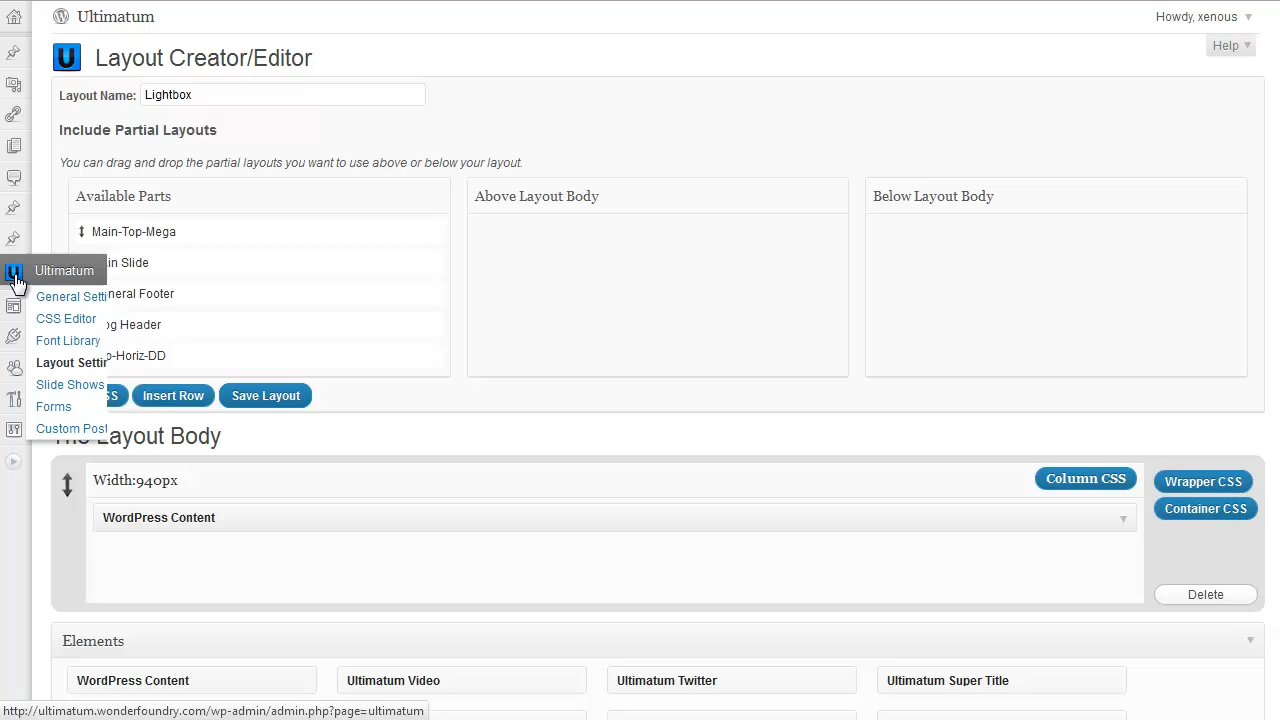 Ultimatum
Howdy, xenous
Help
Layout Creator/Editor
Layout Name: Lightbox
Include Partial Layouts
You can drag and drop the partial layouts you want to use above or below your layout.
Available Parts
Above Layout Body
Below Layout Body
Main-Top-Mega
in Slide
neral Footer
og Header
o-Horiz-DD
Ultimatum
General Setti
CSS Editor
Font Library
Layout Settin
Slide Shows
Forms
Custom Post
SS
Insert Row
Save Layout
The Layout Body
Width:940px
Column CSS
Wrapper CSS
WordPress Content
Container CSS
Delete
Elements
WordPress Content
Ultimatum Video
Ultimatum Twitter
Ultimatum Super Title
http://ultimatum.wonderfoundry.com/wp-admin/admin.php?page=ultimatum